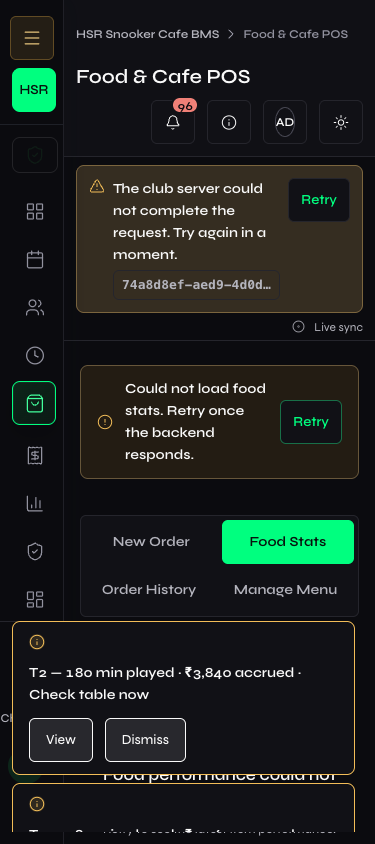 HSR Snooker Cafe BMS > Food & Cafe POS
HSR
Food & Cafe POS
96
AD
The club server could
not complete the
request. Try again in a
moment.
Retry
74a8d8ef-aed9-4d0d…
Live sync
Could not load food
stats. Retry once
the backend
responds.
Retry
New Order
Food Stats
Order History
Manage Menu
T2 — 180 min played · ₹3,840 accrued ·
Check table now
View
Dismiss
Food performance could not